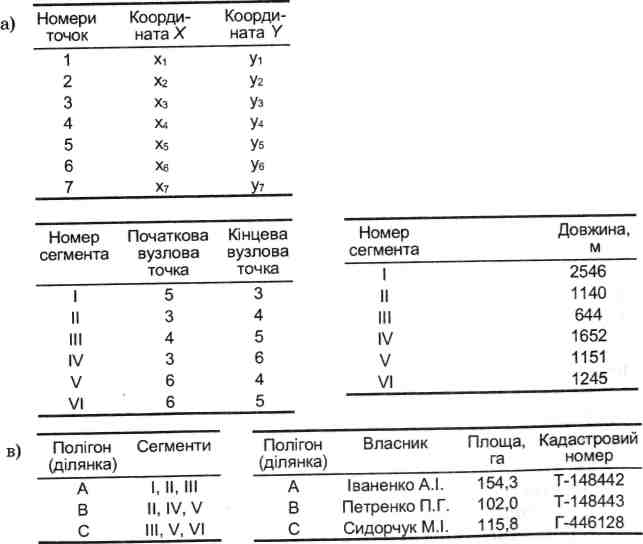 а)
Номери точок Коорди-ната X Коорди-ната Y
1 x1 y1
2 x2 y2
3 x3 y3
4 x4 y4
5 x5 y5
6 x6 y6
7 x7 y7
Номер сегмента Початкова вузлова точка Кінцева вузлова точка
I 5 3
II 3 4
III 4 5
IV 3 6
V 6 4
VI 6 5
Номер сегмента Довжина, м
I 2546
II 1140
III 644
IV 1652
V 1151
VI 1245
в)
Полігон (ділянка) Сегменти
A I, II, III
B II, IV, V
C III, V, VI
Полігон (ділянка) Власник Площа, га Кадастровий номер
A Іваненко А.І. 154,3 Т-148442
B Петренко П.Г. 102,0 Т-148443
C Сидорчук М.І. 115,8 Г-446128